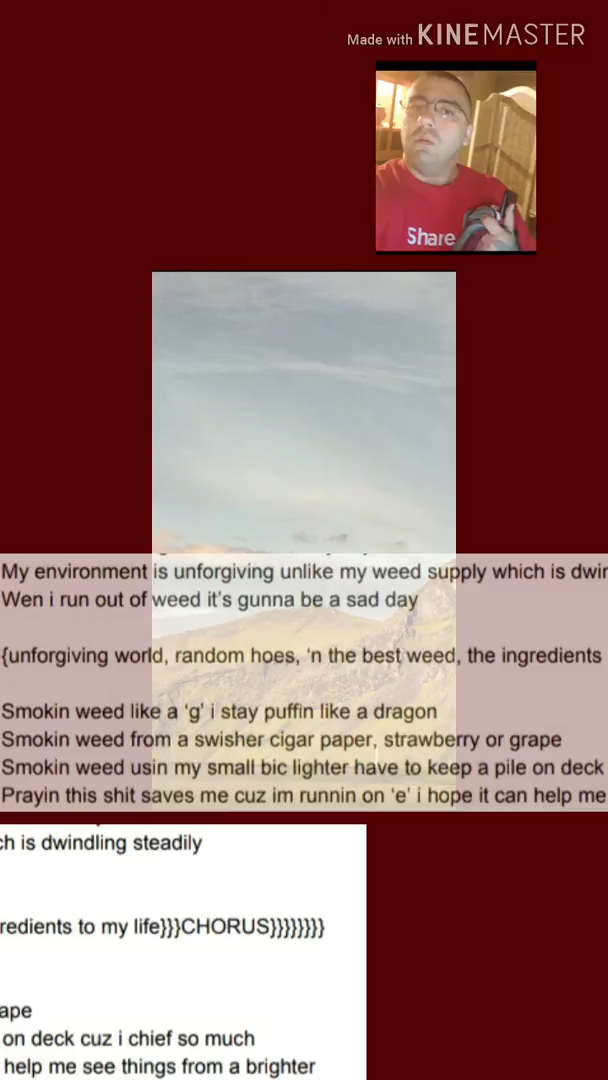 Made with KINEMASTER
Share
My environment is unforgiving unlike my weed supply which is dwin
Wen i run out of weed it's gunna be a sad day
{unforgiving world, random hoes, 'n the best weed, the ingredients
Smokin weed like a 'g' i stay puffin like a dragon
Smokin weed from a swisher cigar paper, strawberry or grape
Smokin weed usin my small bic lighter have to keep a pile on deck
Prayin this shit saves me cuz im runnin on 'e' i hope it can help me
ch is dwindling steadily
redients to my life}}}CHORUS}}}}}}}}
ape
on deck cuz i chief so much
help me see things from a brighter